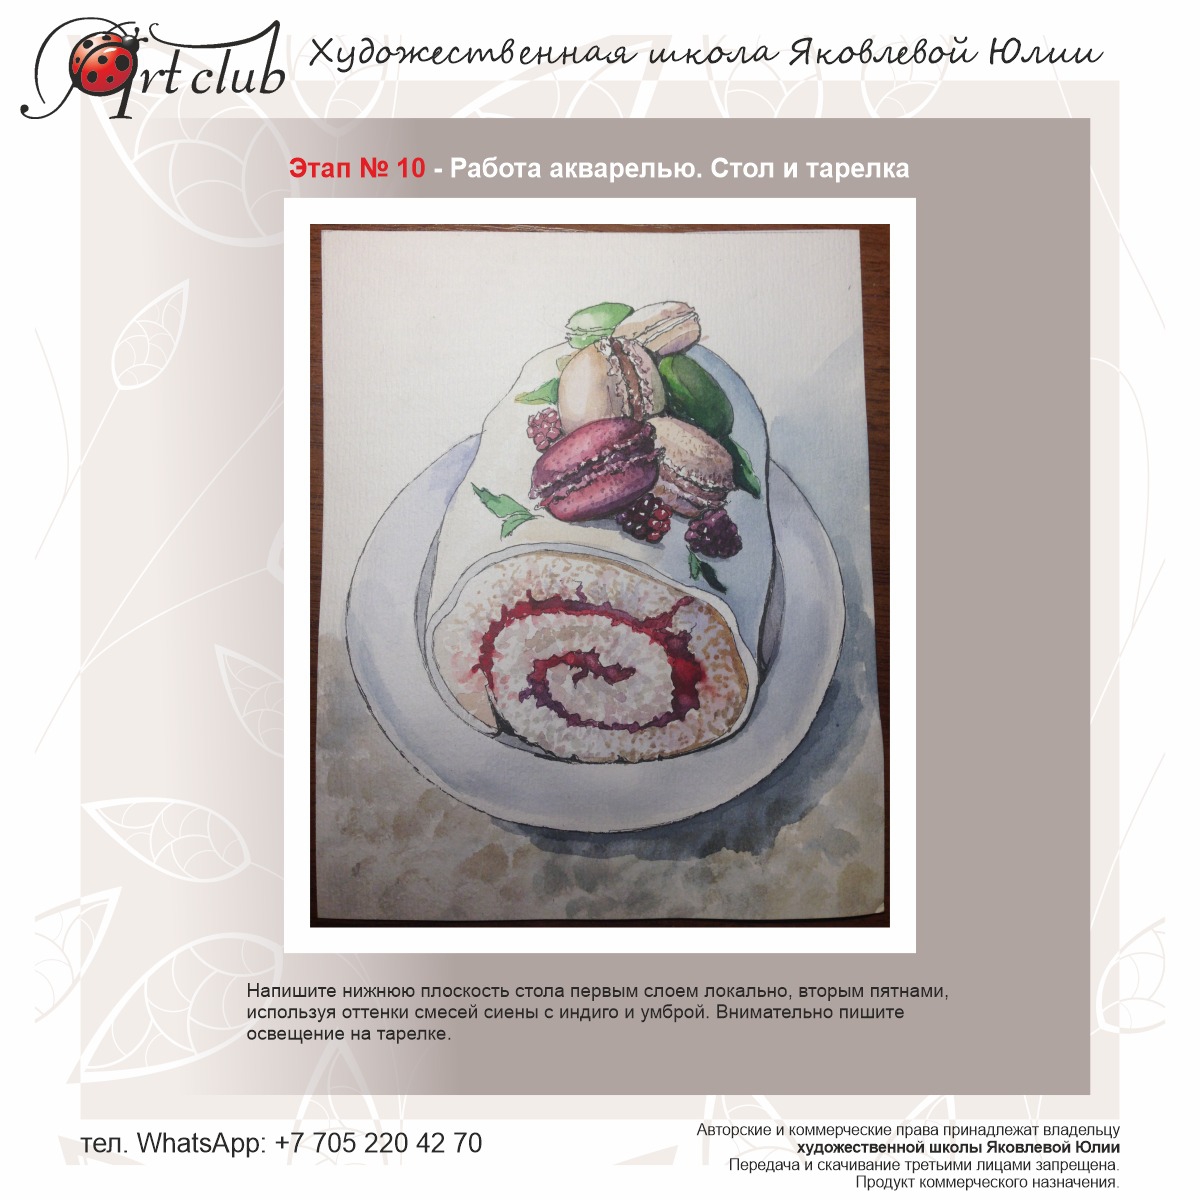 Art club
Художественная школа Яковлевой Юлии
Этап № 10 - Работа акварелью. Стол и тарелка
Напишите нижнюю плоскость стола первым слоем локально, вторым пятнами,
используя оттенки смесей сиены с индиго и умброй. Внимательно пишите
освещение на тарелке.
тел. WhatsApp: +7 705 220 42 70
Авторские и коммерческие права принадлежат владельцу
художественной школы Яковлевой Юлии
Передача и скачивание третьими лицами запрещена.
Продукт коммерческого назначения.